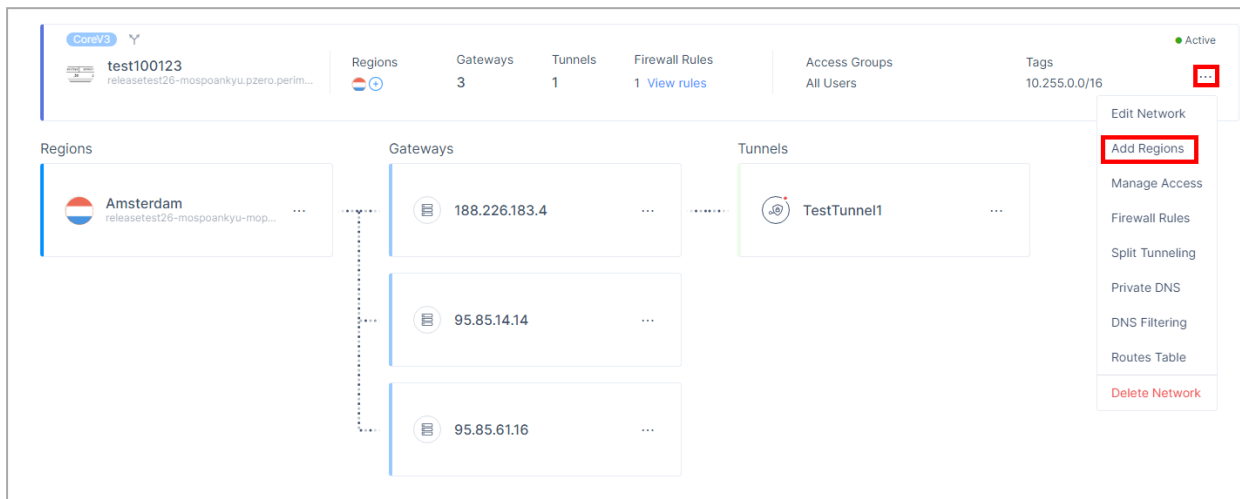 CoreV3
Active
test100123
releasetest26-mospoankyu.pzero.perim...
Regions
Gateways
3
Tunnels
1
Firewall Rules
1 View rules
Access Groups
All Users
Tags
10.255.0.0/16
...
Edit Network
Add Regions
Manage Access
Firewall Rules
Split Tunneling
Private DNS
DNS Filtering
Routes Table
Delete Network
Regions
Amsterdam
releasetest26-mospoankyu-mop...
...
Gateways
188.226.183.4
...
95.85.14.14
...
95.85.61.16
...
Tunnels
TestTunnel1
...